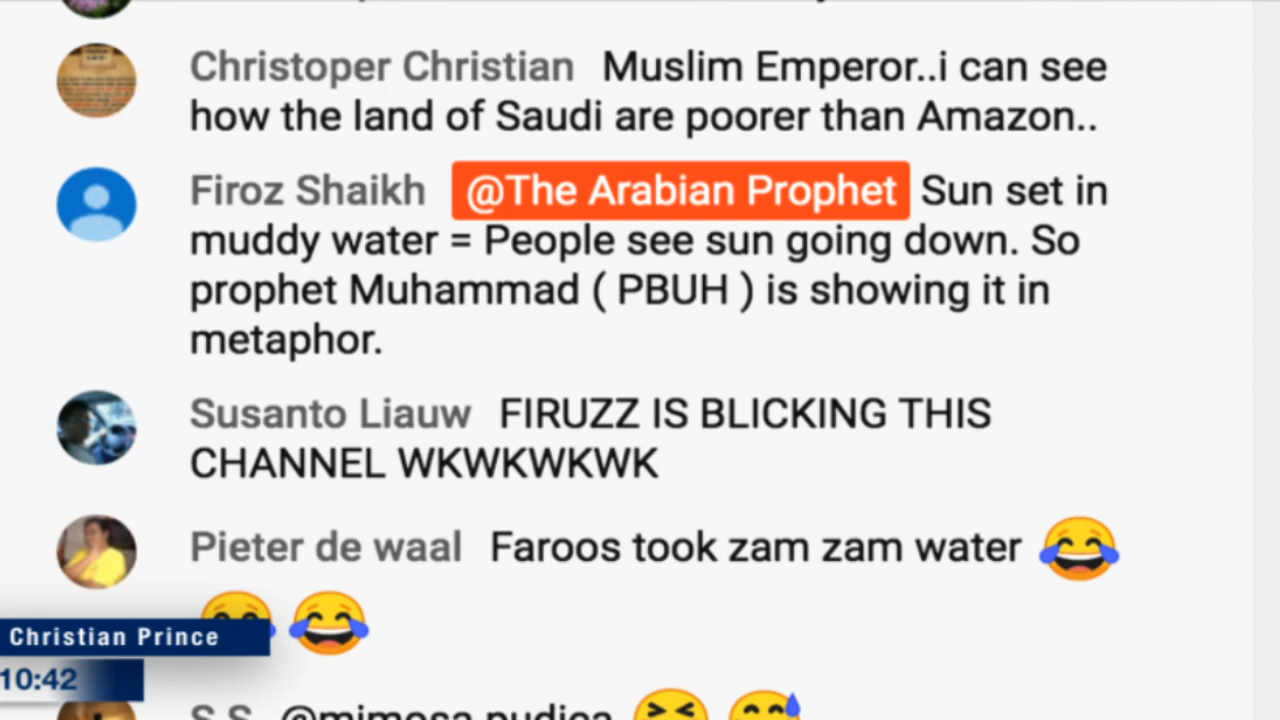 Christoper Christian Muslim Emperor..i can see
how the land of Saudi are poorer than Amazon..
Firoz Shaikh @The Arabian Prophet Sun set in
muddy water = People see sun going down. So
prophet Muhammad ( PBUH ) is showing it in
metaphor.
Susanto Liauw FIRUZZ IS BLICKING THIS
CHANNEL WKWKWKWK
Pieter de waal Faroos took zam zam water 😂
😂 😂
Christian Prince
10:42
S.S. @mimosa pudica 😆 😅